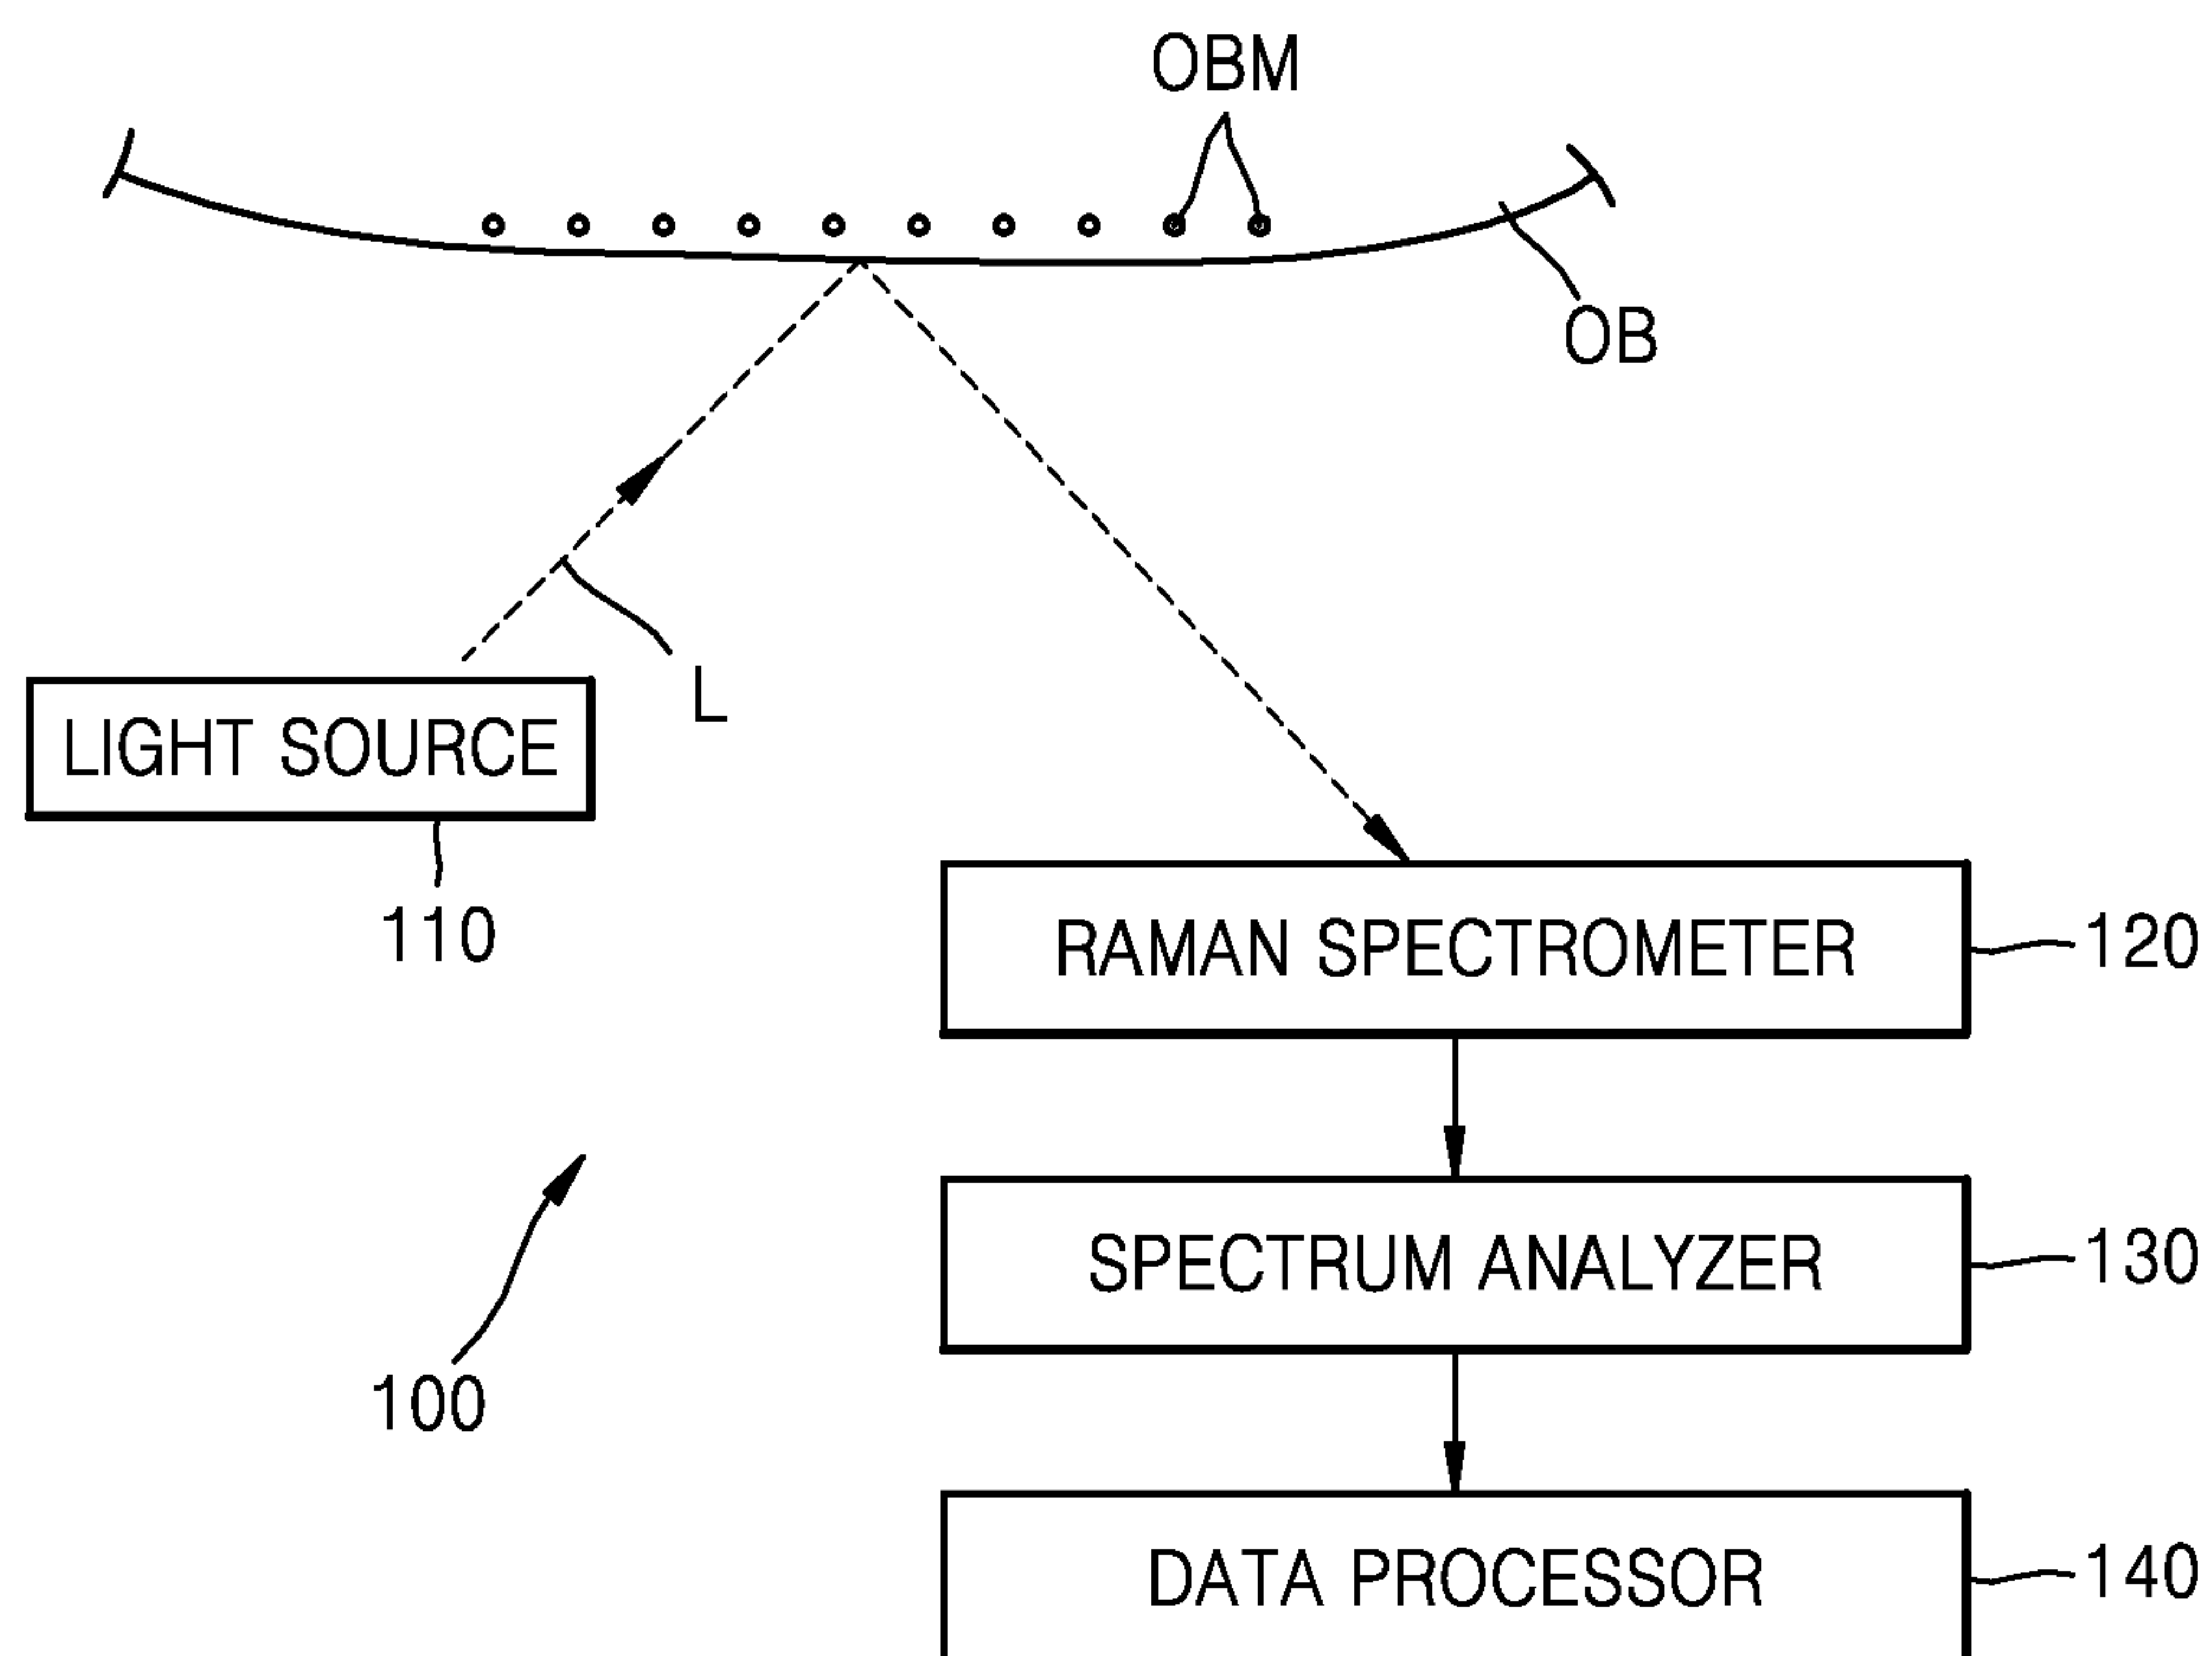 OBM
OB
L
LIGHT SOURCE
110
RAMAN SPECTROMETER
120
SPECTRUM ANALYZER
130
100
DATA PROCESSOR
140